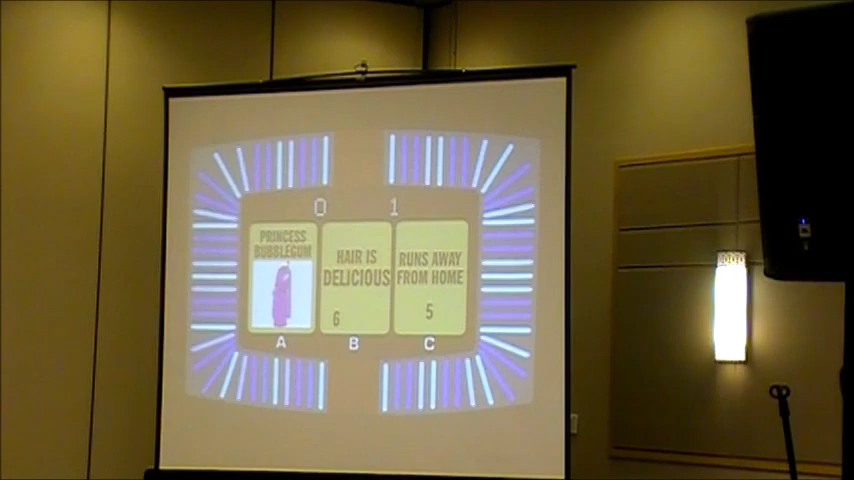 0 1
PRINCESS
BUBBLEGUM
HAIR IS
DELICIOUS
6
RUNS AWAY
FROM HOME
5
A B C